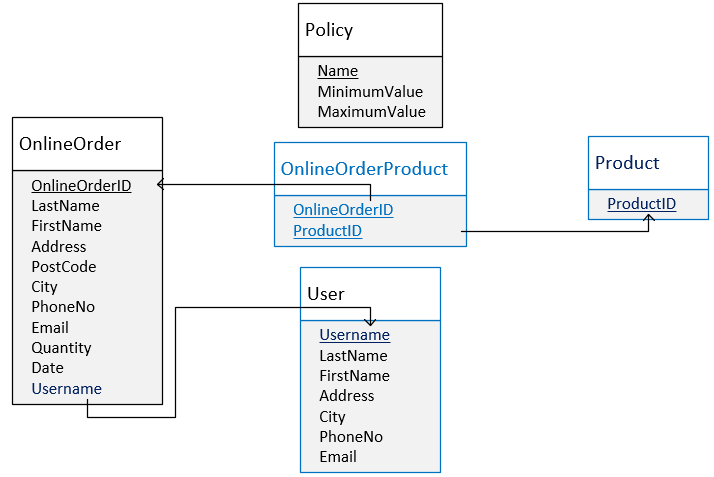 Policy
Name
MinimumValue
MaximumValue
OnlineOrder
OnlineOrderID
LastName
FirstName
Address
PostCode
City
PhoneNo
Email
Quantity
Date
Username
OnlineOrderProduct
OnlineOrderID
ProductID
Product
ProductID
User
Username
LastName
FirstName
Address
City
PhoneNo
Email